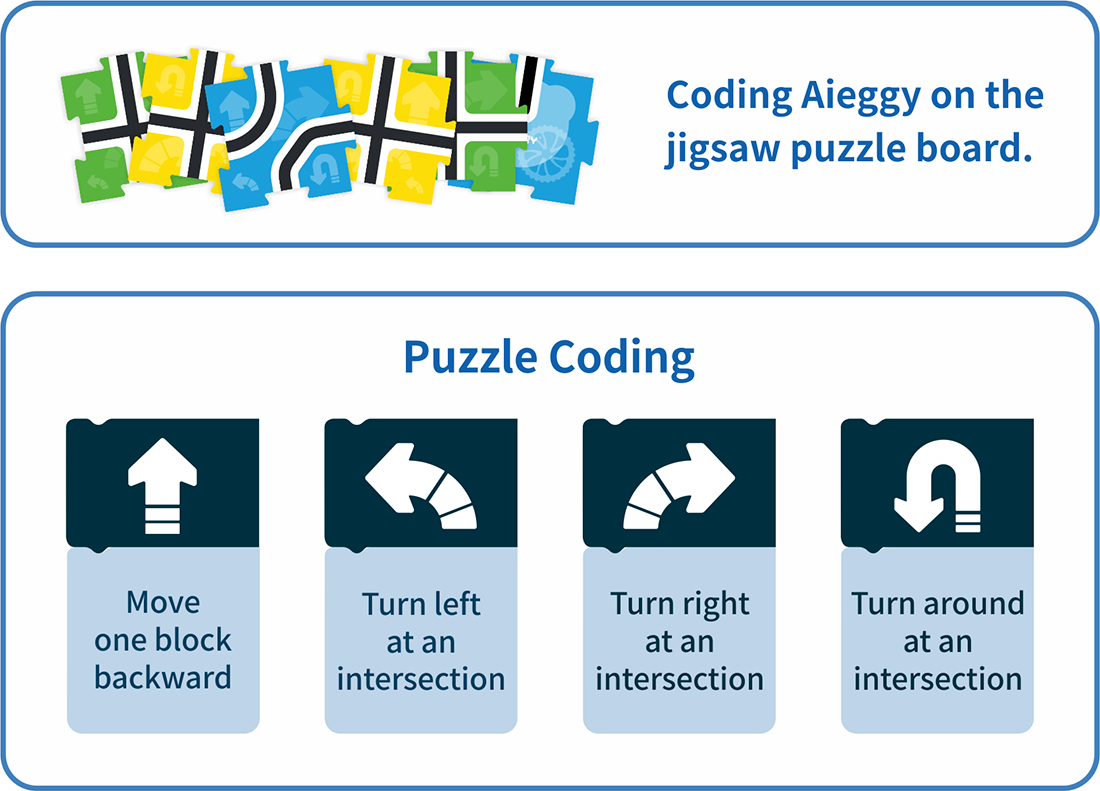 Coding Aieggy on the
jigsaw puzzle board.
Puzzle Coding
Move
one block
backward
Turn left
at an
intersection
Turn right
at an
intersection
Turn around
at an
intersection